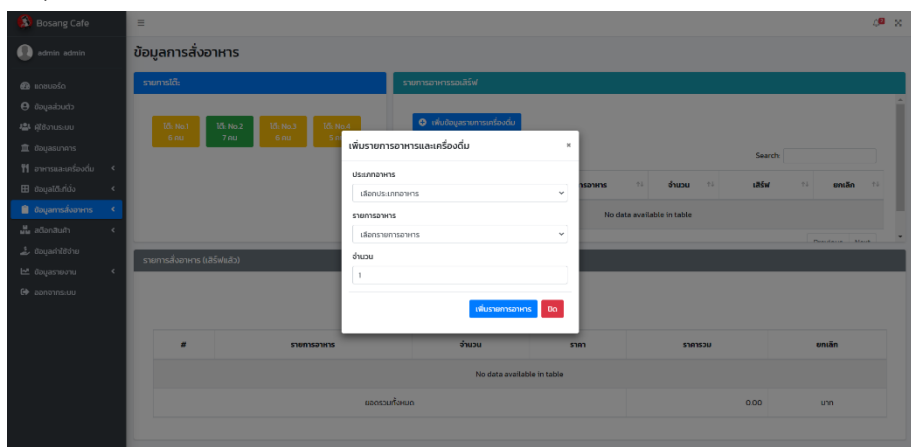 Bosang Cafe
admin admin
ข้อมูลการสั่งอาหาร
แดชบอร์ด
ข้อมูลส่วนตัว
ผู้ใช้งานระบบ
ข้อมูลธนาคาร
อาหารและเครื่องดื่ม
ข้อมูลโต๊ะที่นั่ง
ข้อมูลการสั่งอาหาร
สต๊อกสินค้า
ข้อมูลค่าใช้จ่าย
ข้อมูลรายงาน
ออกจากระบบ
รายการโต๊ะ
รายการอาหารรอเสิร์ฟ
โต๊ะ No.1
6 คน
โต๊ะ No.2
7 คน
โต๊ะ No.3
6 คน
โต๊ะ No.4
เพิ่มข้อมูลรายการเครื่องดื่ม
Search:
จำนวน
เสิร์ฟ
ยกเลิก
No data available in table
เพิ่มรายการอาหารและเครื่องดื่ม
×
ประเภทอาหาร
เลือกประเภทอาหาร
รายการอาหาร
เลือกรายการอาหาร
จำนวน
1
เพิ่มรายการอาหาร
ปิด
รายการสั่งอาหาร (เสิร์ฟแล้ว)
# รายการอาหาร จำนวน ราคา ราคารวม ยกเลิก
No data available in table
ยอดรวมทั้งหมด 0.00 บาท